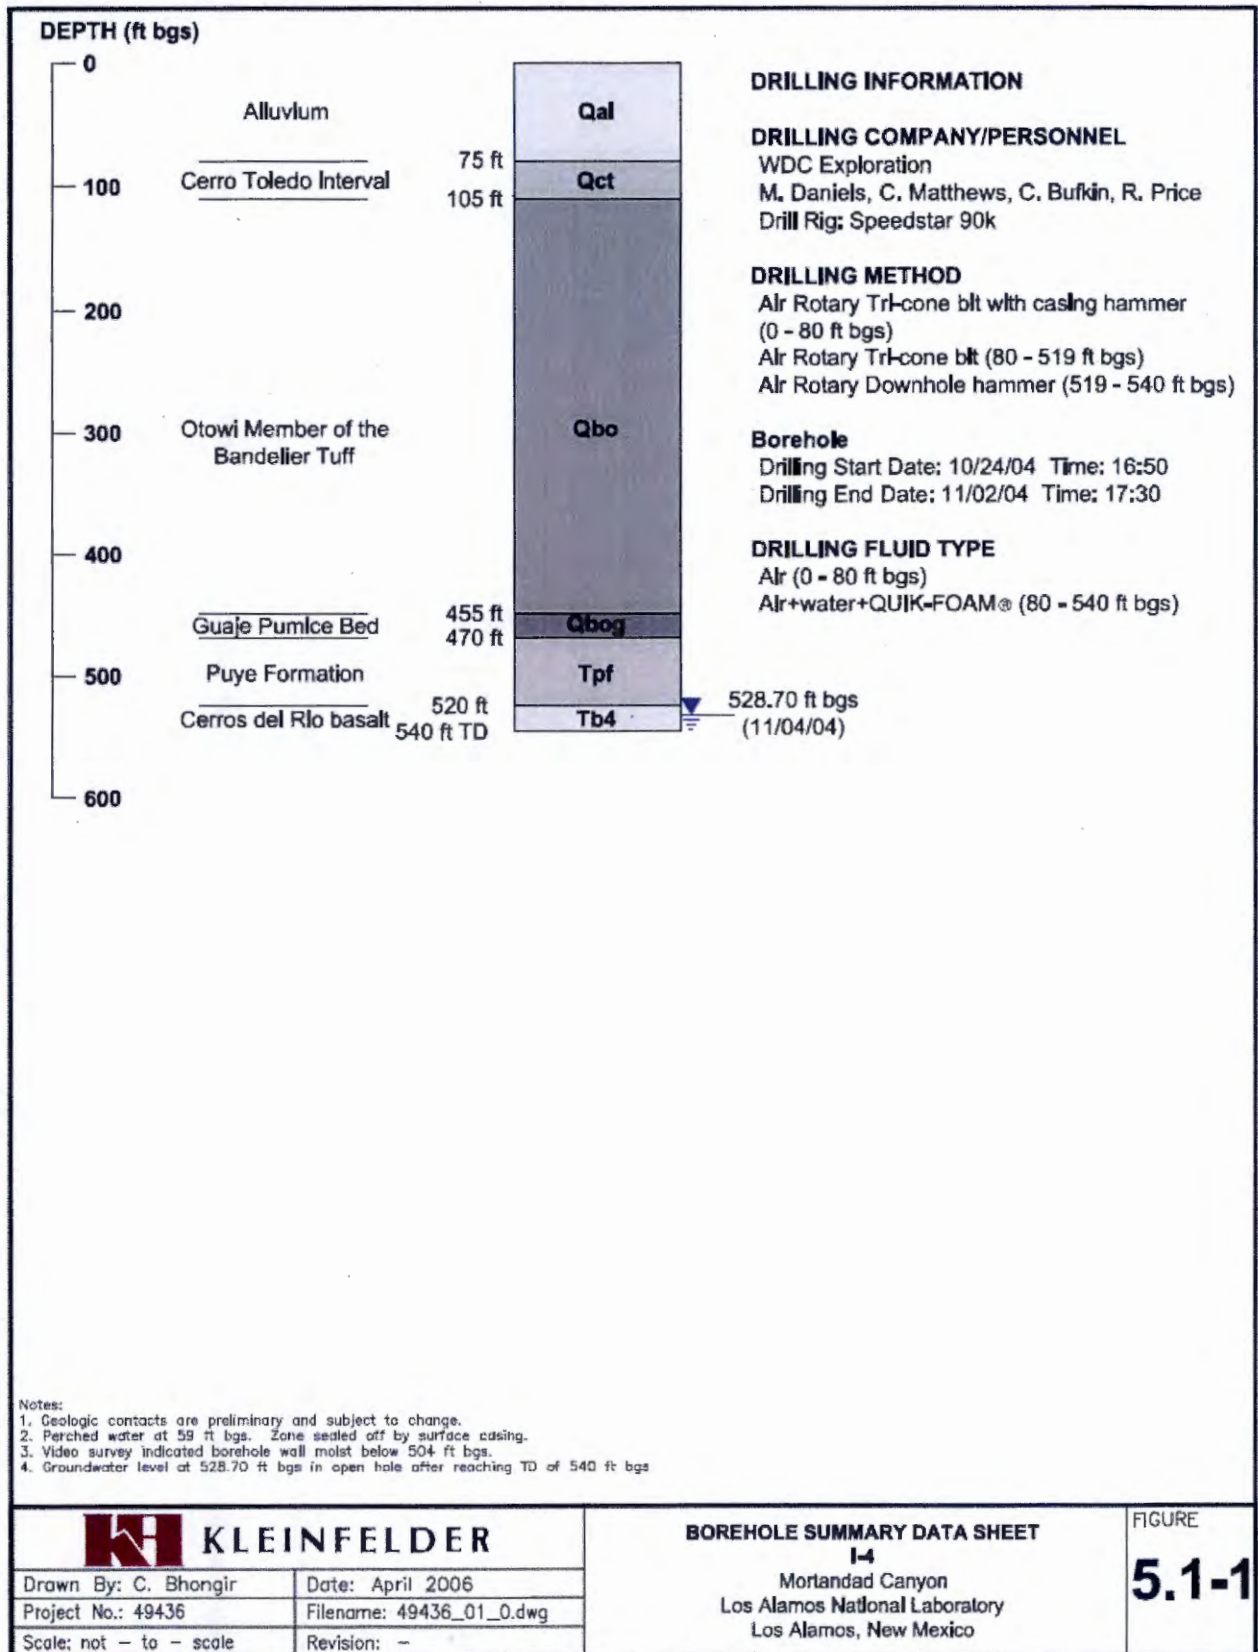 DEPTH (ft bgs)
0
100
200
300
400
500
600
Alluvium
Cerro Toledo Interval
Otowi Member of the
Bandelier Tuff
Guaje Pumice Bed
Puye Formation
Cerros del Rio basalt
75 ft
105 ft
455 ft
470 ft
520 ft
540 ft TD
Qal
Qct
Qbo
Qbog
Tpf
Tb4
528.70 ft bgs
(11/04/04)
DRILLING INFORMATION
DRILLING COMPANY/PERSONNEL
WDC Exploration
M. Daniels, C. Matthews, C. Bufkin, R. Price
Drill Rig: Speedstar 90k
DRILLING METHOD
Air Rotary Tri-cone bit with casing hammer
(0 - 80 ft bgs)
Air Rotary Tri-cone bit (80 - 519 ft bgs)
Air Rotary Downhole hammer (519 - 540 ft bgs)
Borehole
Drilling Start Date: 10/24/04 Time: 16:50
Drilling End Date: 11/02/04 Time: 17:30
DRILLING FLUID TYPE
Air (0 - 80 ft bgs)
Air+water+QUIK-FOAM® (80 - 540 ft bgs)
Notes:
1. Geologic contacts are preliminary and subject to change.
2. Perched water at 59 ft bgs. Zone sealed off by surface casing.
3. Video survey indicated borehole wall moist below 504 ft bgs.
4. Groundwater level at 528.70 ft bgs in open hole after reaching TD of 540 ft bgs
KLEINFELDER
Drawn By: C. Bhongir
Date: April 2006
Project No.: 49436
Filename: 49436_01_0.dwg
Scale: not - to - scale
Revision: -
BOREHOLE SUMMARY DATA SHEET
I-4
Mortandad Canyon
Los Alamos National Laboratory
Los Alamos, New Mexico
FIGURE
5.1-1